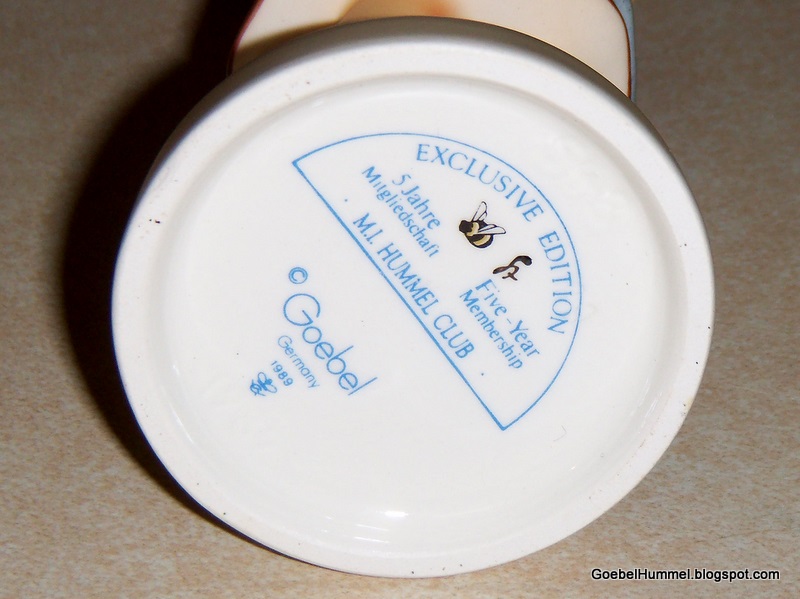 EXCLUSIVE EDITION
5 Jahre
Mitgliedschaft
Five-Year
Membership
M.I. HUMMEL CLUB
©
Goebel
Germany
1989
GoebelHummel.blogspot.com